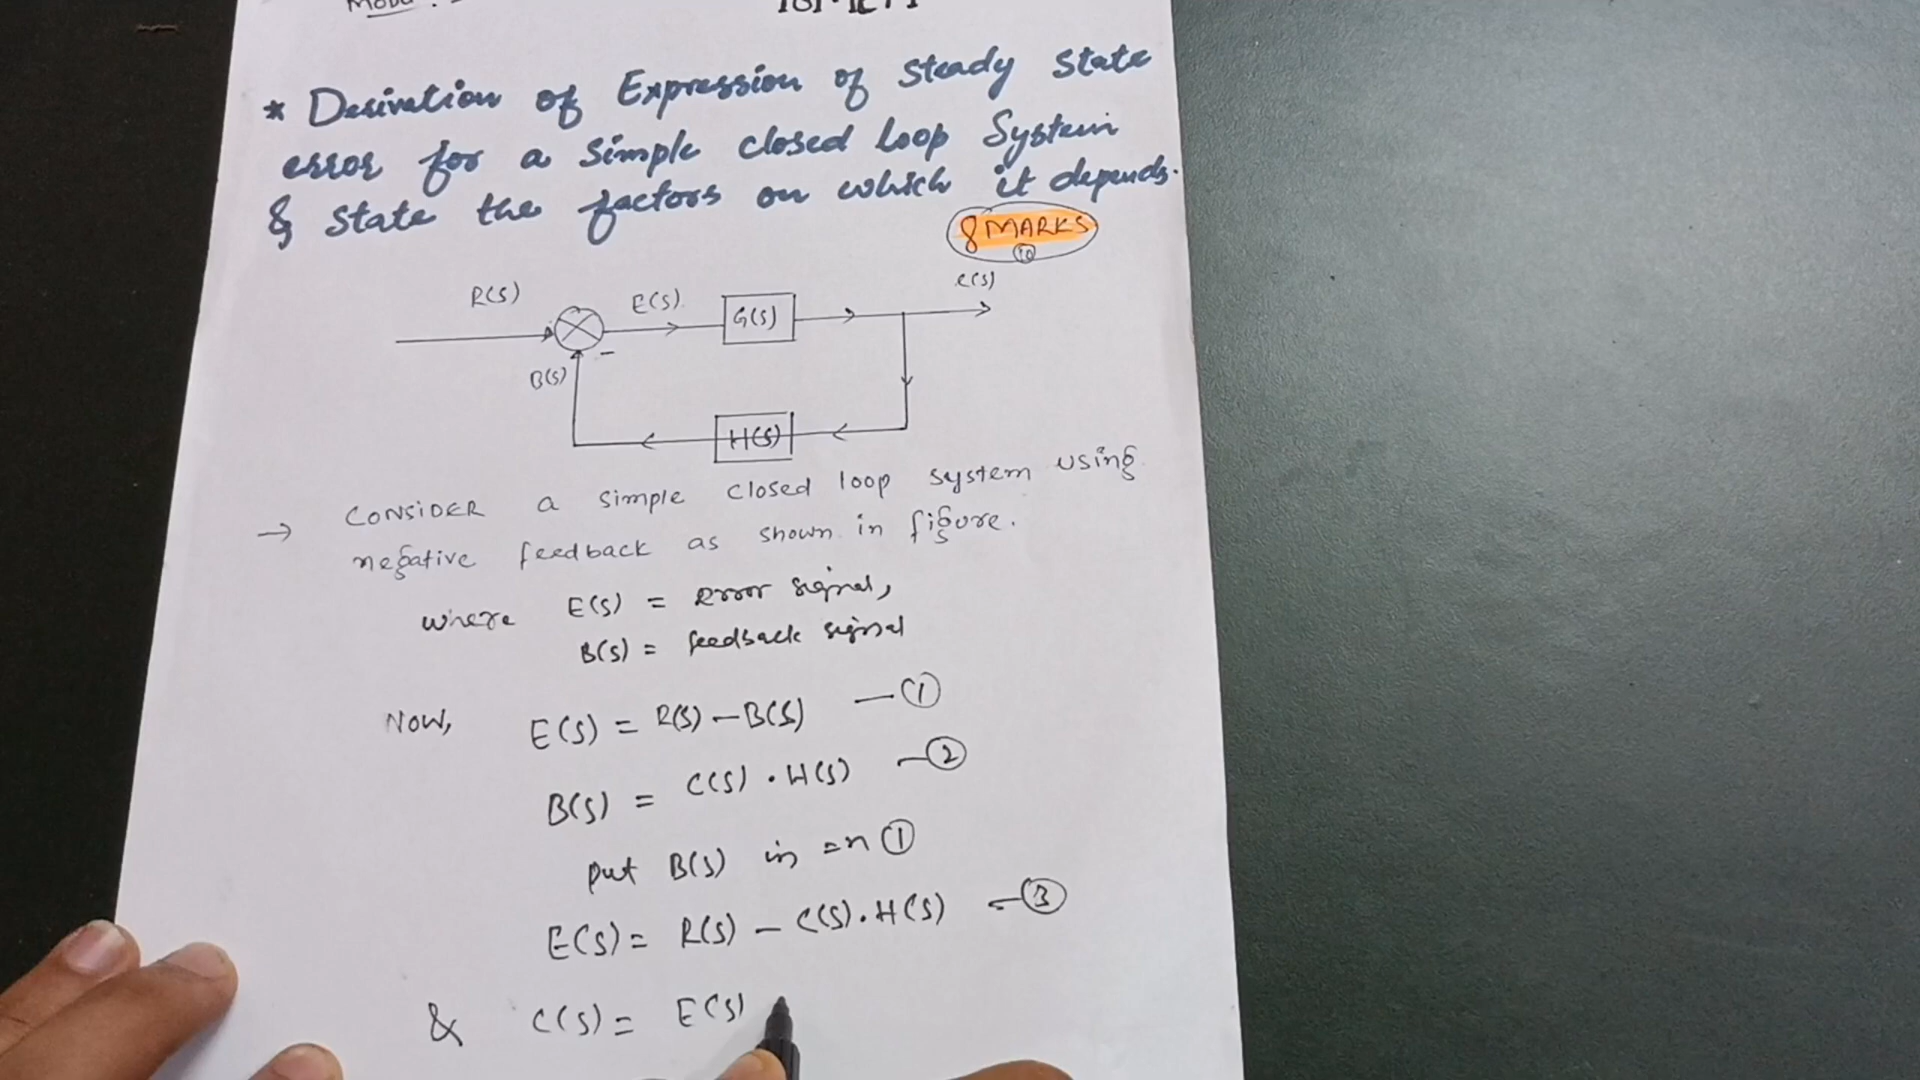 * Derivation of Expression of Steady State
error for a simple closed loop System
& State the factors on which it depends.
8 MARKS
10
R(S)
E(S)
G(S)
C(S)
B(S)
-
H(S)
→ CONSIDER a simple closed loop system using
negative feedback as shown in figure.
where E(S) = error signal,
B(S) = feedback signal
Now, E(S) = R(S) - B(S) - ①
B(S) = C(S) . H(S) - ②
put B(S) in =n ①
E(S) = R(S) - C(S) . H(S) - ③
& C(S) = E(S)